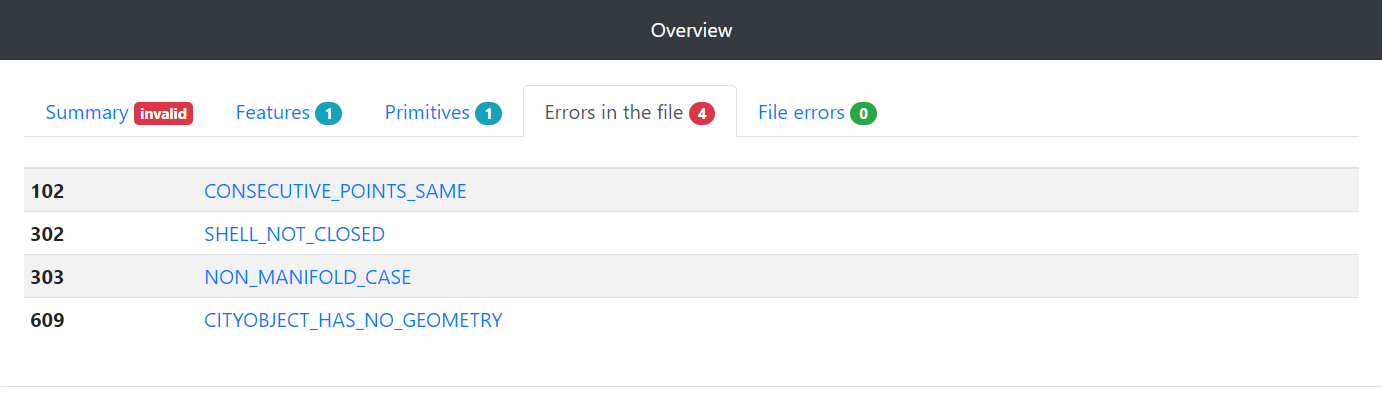 Overview
Summary invalid Features 1 Primitives 1 Errors in the file 4 File errors 0
102 CONSECUTIVE_POINTS_SAME
302 SHELL_NOT_CLOSED
303 NON_MANIFOLD_CASE
609 CITYOBJECT_HAS_NO_GEOMETRY